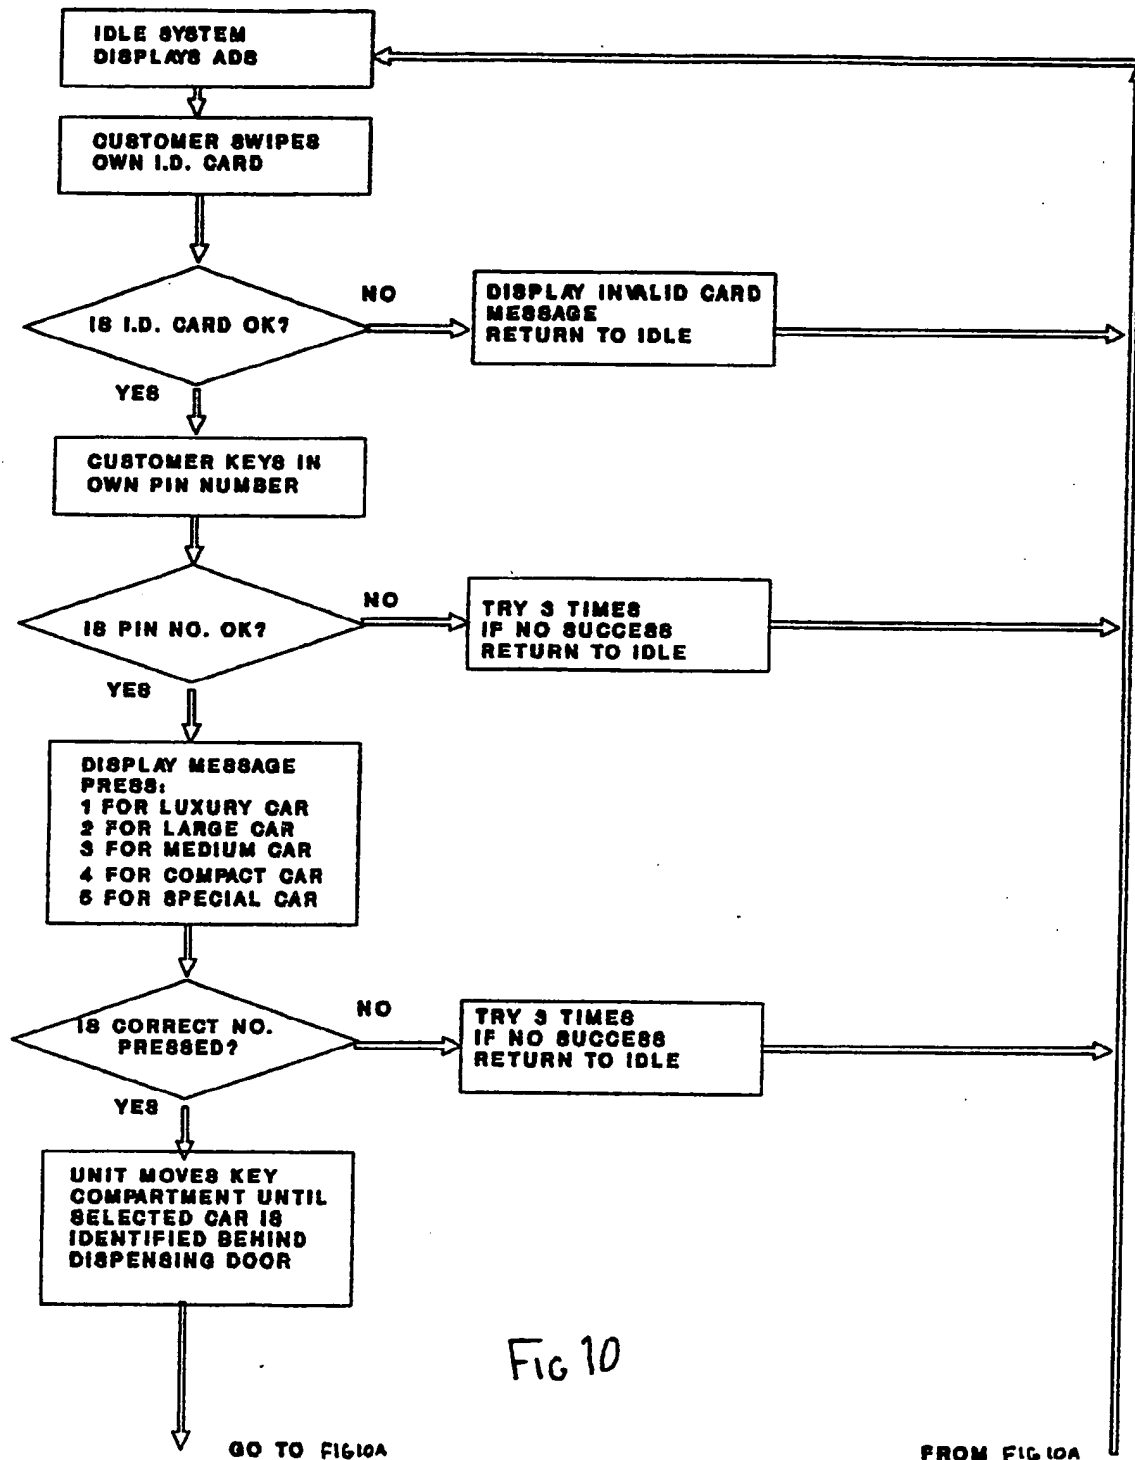 IDLE SYSTEM
DISPLAYS ADS
CUSTOMER SWIPES
OWN I.D. CARD
IS I.D. CARD OK?
NO
DISPLAY INVALID CARD
MESSAGE
RETURN TO IDLE
YES
CUSTOMER KEYS IN
OWN PIN NUMBER
IS PIN NO. OK?
NO
TRY 3 TIMES
IF NO SUCCESS
RETURN TO IDLE
YES
DISPLAY MESSAGE
PRESS:
1 FOR LUXURY CAR
2 FOR LARGE CAR
3 FOR MEDIUM CAR
4 FOR COMPACT CAR
5 FOR SPECIAL CAR
IS CORRECT NO.
PRESSED?
NO
TRY 3 TIMES
IF NO SUCCESS
RETURN TO IDLE
YES
UNIT MOVES KEY
COMPARTMENT UNTIL
SELECTED CAR IS
IDENTIFIED BEHIND
DISPENSING DOOR
FIG 10
GO TO FIG10A
FROM FIG 10A